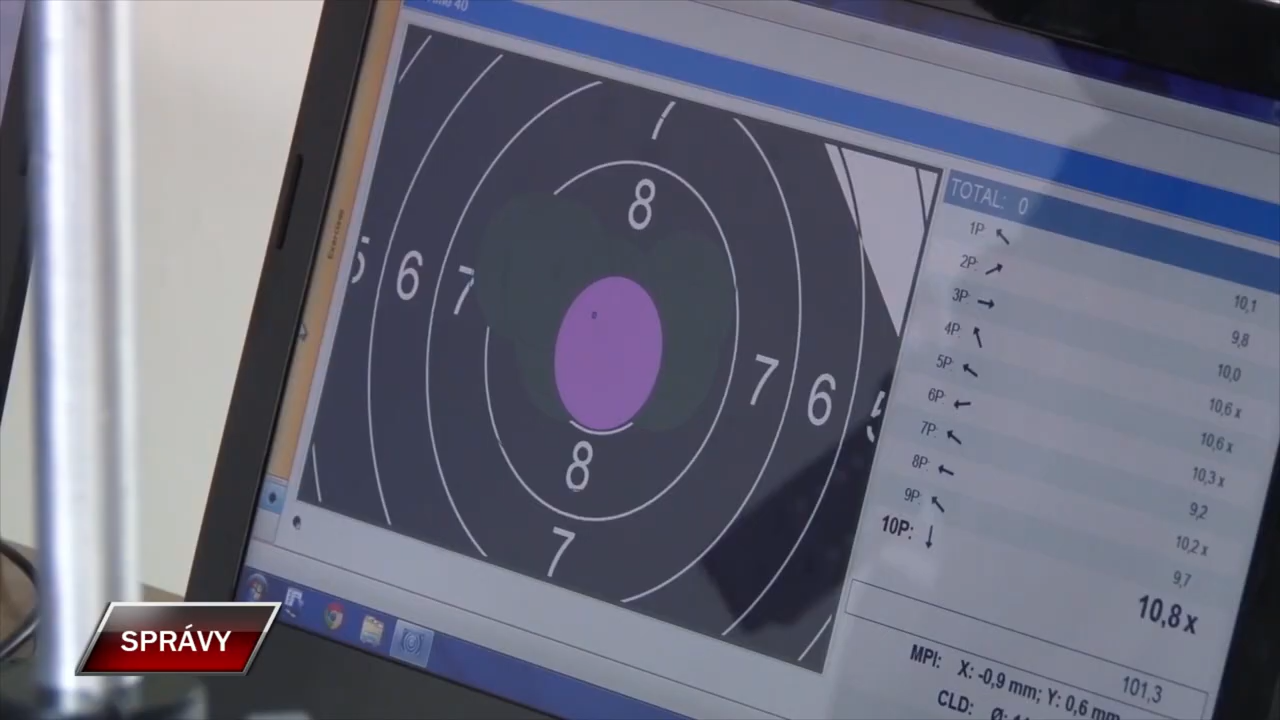 40
7
8
6
7
7
6
8
7
TOTAL: 0
1P
10,1
2P:
9,8
3P:
10,0
4P:
10,6 x
5P:
10,6 x
6P:
10,3 x
7P:
9,2
8P:
10,2 x
9P:
9,7
10P:
10,8 x
101,3
MPI: X: -0,9 mm; Y: 0,6 mm
CLD: Ø:
SPRÁVY